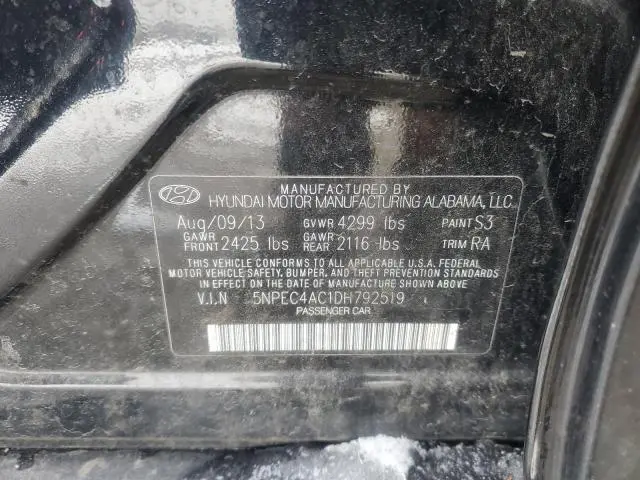 MANUFACTURED BY
HYUNDAI MOTOR MANUFACTURING ALABAMA, LLC.
Aug/09/13 GVWR 4299 lbs PAINT S3
GAWR FRONT 2425 lbs GAWR REAR 2116 lbs TRIM RA
THIS VEHICLE CONFORMS TO ALL APPLICABLE U.S.A. FEDERAL
MOTOR VEHICLE SAFETY, BUMPER, AND THEFT PREVENTION STANDARDS
IN EFFECT ON THE DATE OF MANUFACTURE SHOWN ABOVE.
V.I.N 5NPEC4AC1DH792519
PASSENGER CAR